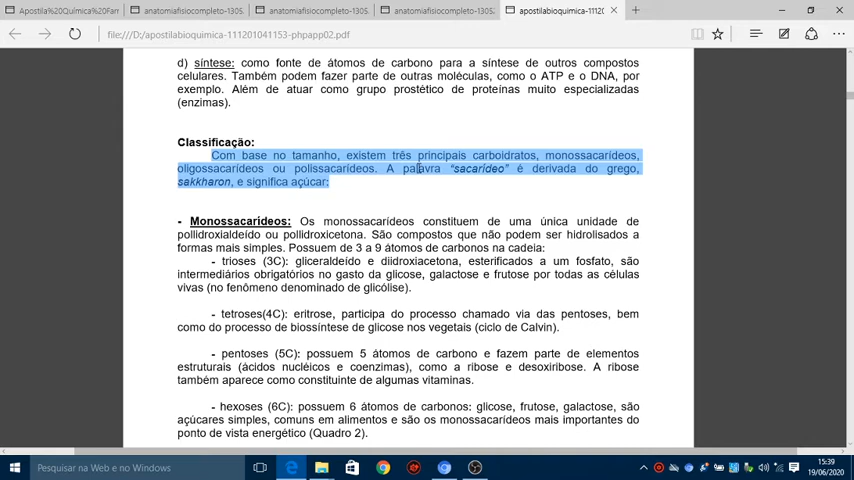 Apostila%20Química%20Farm
anatomiafisiocompleto-1305
anatomiafisiocompleto-1305
anatomiafisiocompleto-1305
apostilabioquimica-1112
file:///D:/apostilabioquimica-111201041153-phpapp02.pdf
d) síntese: como fonte de átomos de carbono para a síntese de outros compostos
celulares. Também podem fazer parte de outras moléculas, como o ATP e o DNA, por
exemplo. Além de atuar como grupo prostético de proteínas muito especializadas
(enzimas).
Classificação:
Com base no tamanho, existem três principais carboidratos, monossacarídeos,
oligossacarídeos ou polissacarídeos. A palavra “sacarídeo” é derivada do grego,
sakkharon, e significa açúcar:
- Monossacarídeos: Os monossacarídeos constituem de uma única unidade de
pollidroxialdeído ou pollidroxicetona. São compostos que não podem ser hidrolisados a
formas mais simples. Possuem de 3 a 9 átomos de carbonos na cadeia:
- trioses (3C): gliceraldeído e diidroxiacetona, esterificados a um fosfato, são
intermediários obrigatórios no gasto da glicose, galactose e frutose por todas as células
vivas (no fenômeno denominado de glicólise).
- tetroses(4C): eritrose, participa do processo chamado via das pentoses, bem
como do processo de biossíntese de glicose nos vegetais (ciclo de Calvin).
- pentoses (5C): possuem 5 átomos de carbono e fazem parte de elementos
estruturais (ácidos nucléicos e coenzimas), como a ribose e desoxiribose. A ribose
também aparece como constituinte de algumas vitaminas.
- hexoses (6C): possuem 6 átomos de carbonos: glicose, frutose, galactose, são
açúcares simples, comuns em alimentos e são os monossacarídeos mais importantes do
ponto de vista energético (Quadro 2).
Pesquisar na Web e no Windows
15:39
19/06/2020